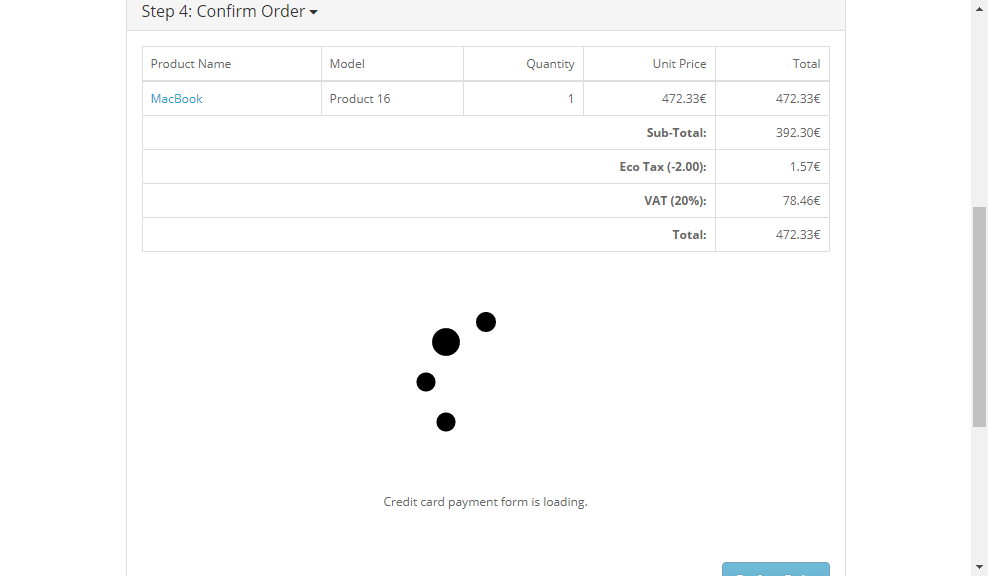 Step 4: Confirm Order
Product Name Model Quantity Unit Price Total
MacBook Product 16 1 472.33€ 472.33€
Sub-Total: 392.30€
Eco Tax (-2.00): 1.57€
VAT (20%): 78.46€
Total: 472.33€
Credit card payment form is loading.